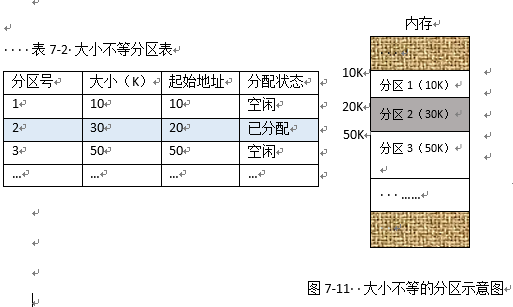 内存
表 7-2 大小不等分区表
分区号 大小（K） 起始地址 分配状态
1 10 10 空闲
2 30 20 已分配
3 50 50 空闲
... ... ... ...
10K
分区 1（10K）
20K
分区 2（30K）
50K
分区 3（50K）
......
图 7-11 大小不等的分区示意图